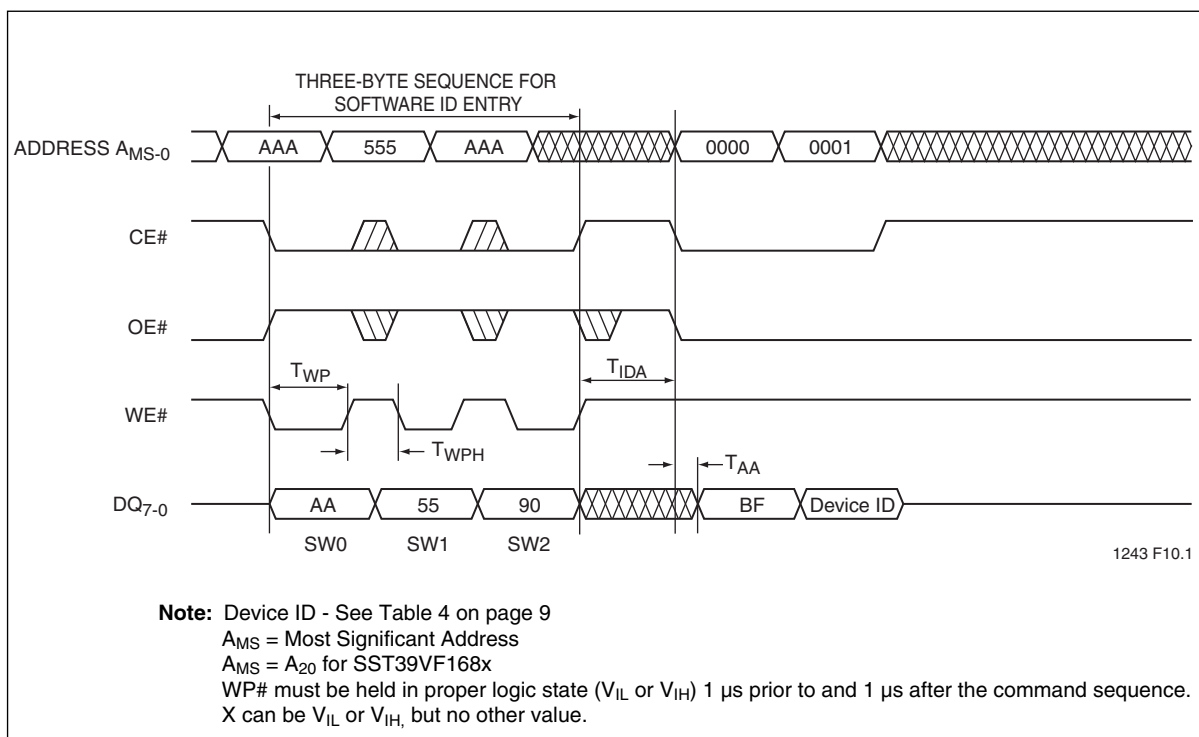 THREE-BYTE SEQUENCE FOR
SOFTWARE ID ENTRY
ADDRESS AMS-0
AAA
555
AAA
0000
0001
CE#
OE#
TWP
TIDA
WE#
TWPH
TAA
DQ7-0
AA
55
90
BF
Device ID
SW0
SW1
SW2
1243 F10.1
Note: Device ID - See Table 4 on page 9
AMS = Most Significant Address
AMS = A20 for SST39VF168x
WP# must be held in proper logic state (VIL or VIH) 1 µs prior to and 1 µs after the command sequence.
X can be VIL or VIH, but no other value.